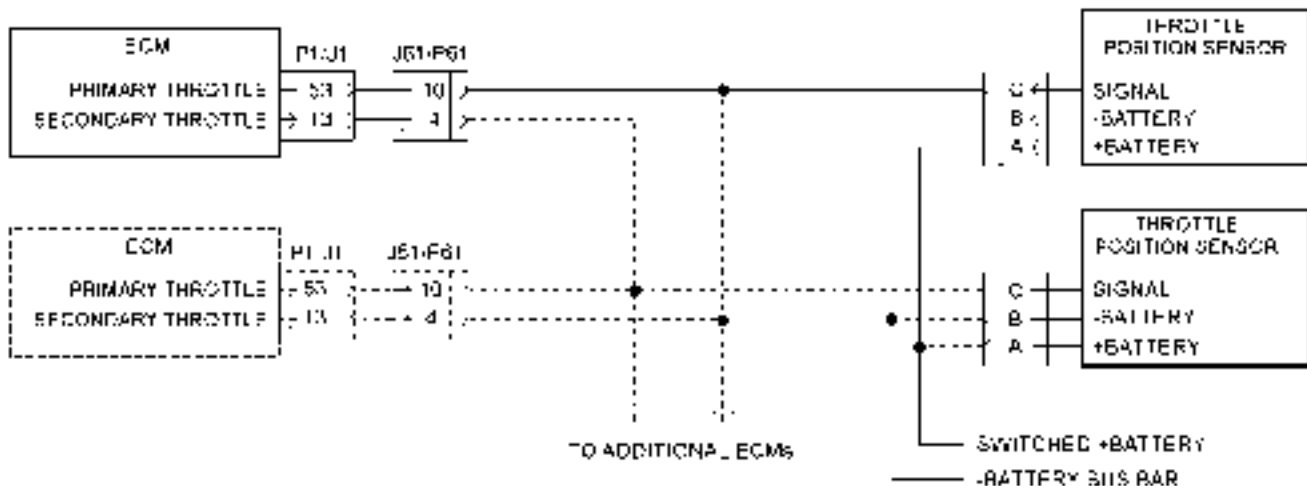 ECM
P1/J1
J61/P61
THROTTLE
POSITION SENSOR
PRIMARY THROTTLE
53
10
C
SIGNAL
SECONDARY THROTTLE
13
4
B
-BATTERY
A
+BATTERY
ECM
P1/J1
J61/P61
THROTTLE
POSITION SENSOR
PRIMARY THROTTLE
53
10
C
SIGNAL
SECONDARY THROTTLE
13
4
B
-BATTERY
A
+BATTERY
TO ADDITIONAL ECMs
SWITCHED +BATTERY
-BATTERY BUS BAR